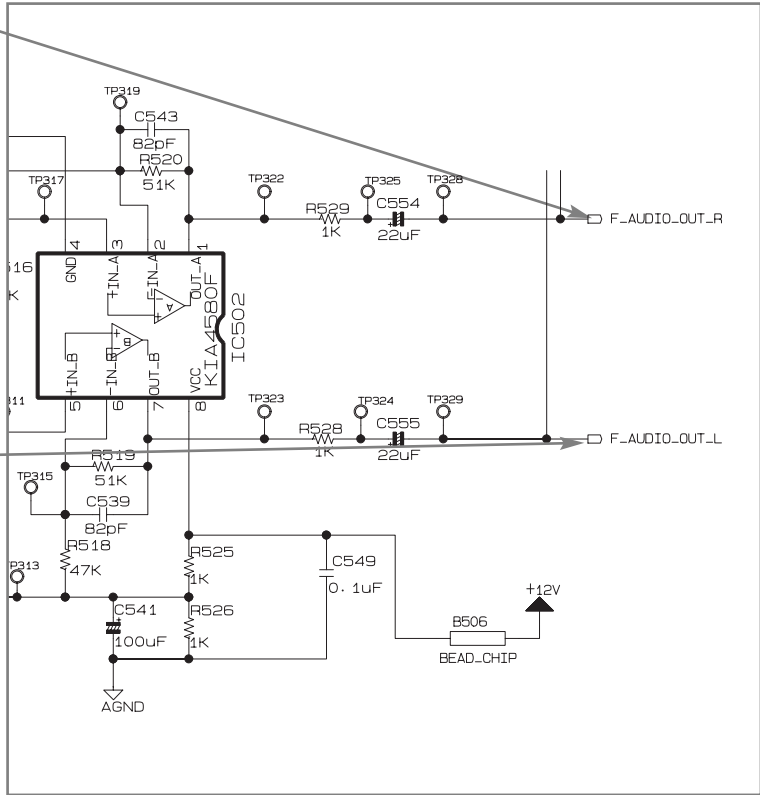 TP319
C543
82pF
R520
51K
TP317
TP322
TP325
TP328
R529
1K
C554
22uF
F_AUDIO_OUT_R
GND 4
+IN_A 3
-IN_A 2
OUT_A 1
516
K
A
B
KIA4580F
IC502
+IN_B 5
-IN_B 6
OUT_B 7
VCC 8
TP323
TP324
TP329
R528
1K
C555
22uF
F_AUDIO_OUT_L
R519
51K
TP315
C539
82pF
R518
47K
P313
R525
1K
C549
0.1uF
C541
100uF
R526
1K
+12V
B506
BEAD_CHIP
AGND